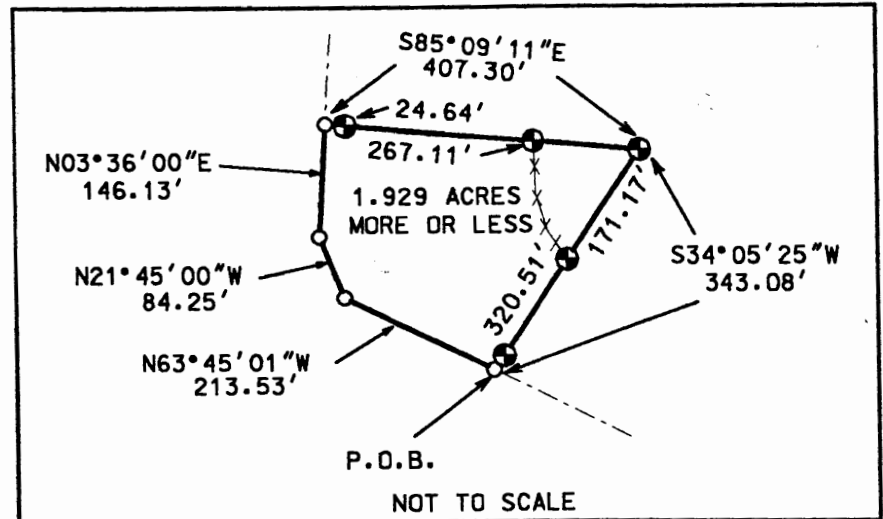 S85°09'11"E
407.30'
24.64'
267.11'
N03°36'00"E
146.13'
1.929 ACRES
MORE OR LESS
171.17'
S34°05'25"W
343.08'
N21°45'00"W
84.25'
320.51'
N63°45'01"W
213.53'
P.O.B.
NOT TO SCALE